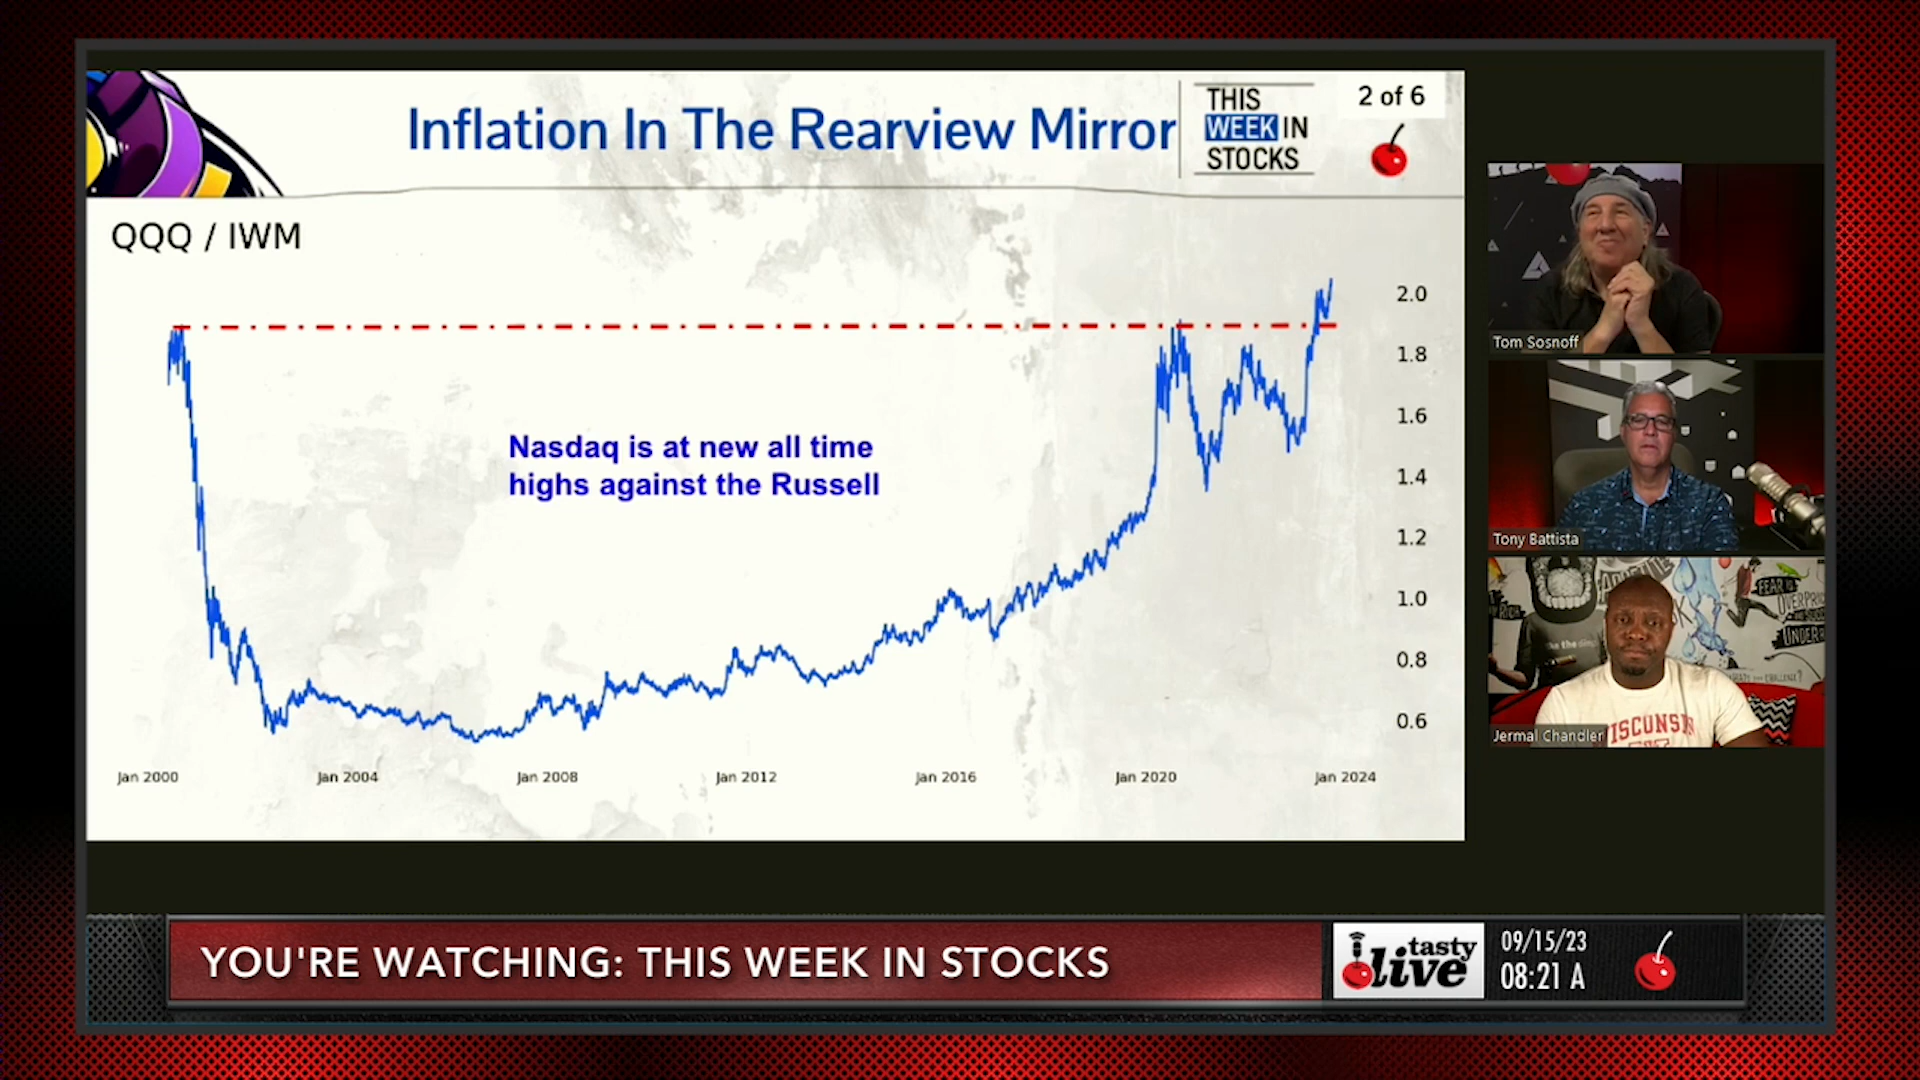 Inflation In The Rearview Mirror
THIS
WEEK IN
STOCKS
2 of 6
QQQ / IWM
2.0
1.8
1.6
1.4
1.2
1.0
0.8
0.6
Nasdaq is at new all time
highs against the Russell
Jan 2000
Jan 2004
Jan 2008
Jan 2012
Jan 2016
Jan 2020
Jan 2024
Tom Sosnoff
Tony Battista
FEAR IS
Jermal Chandler
YOU'RE WATCHING: THIS WEEK IN STOCKS
tasty
live
09/15/23
08:21 A